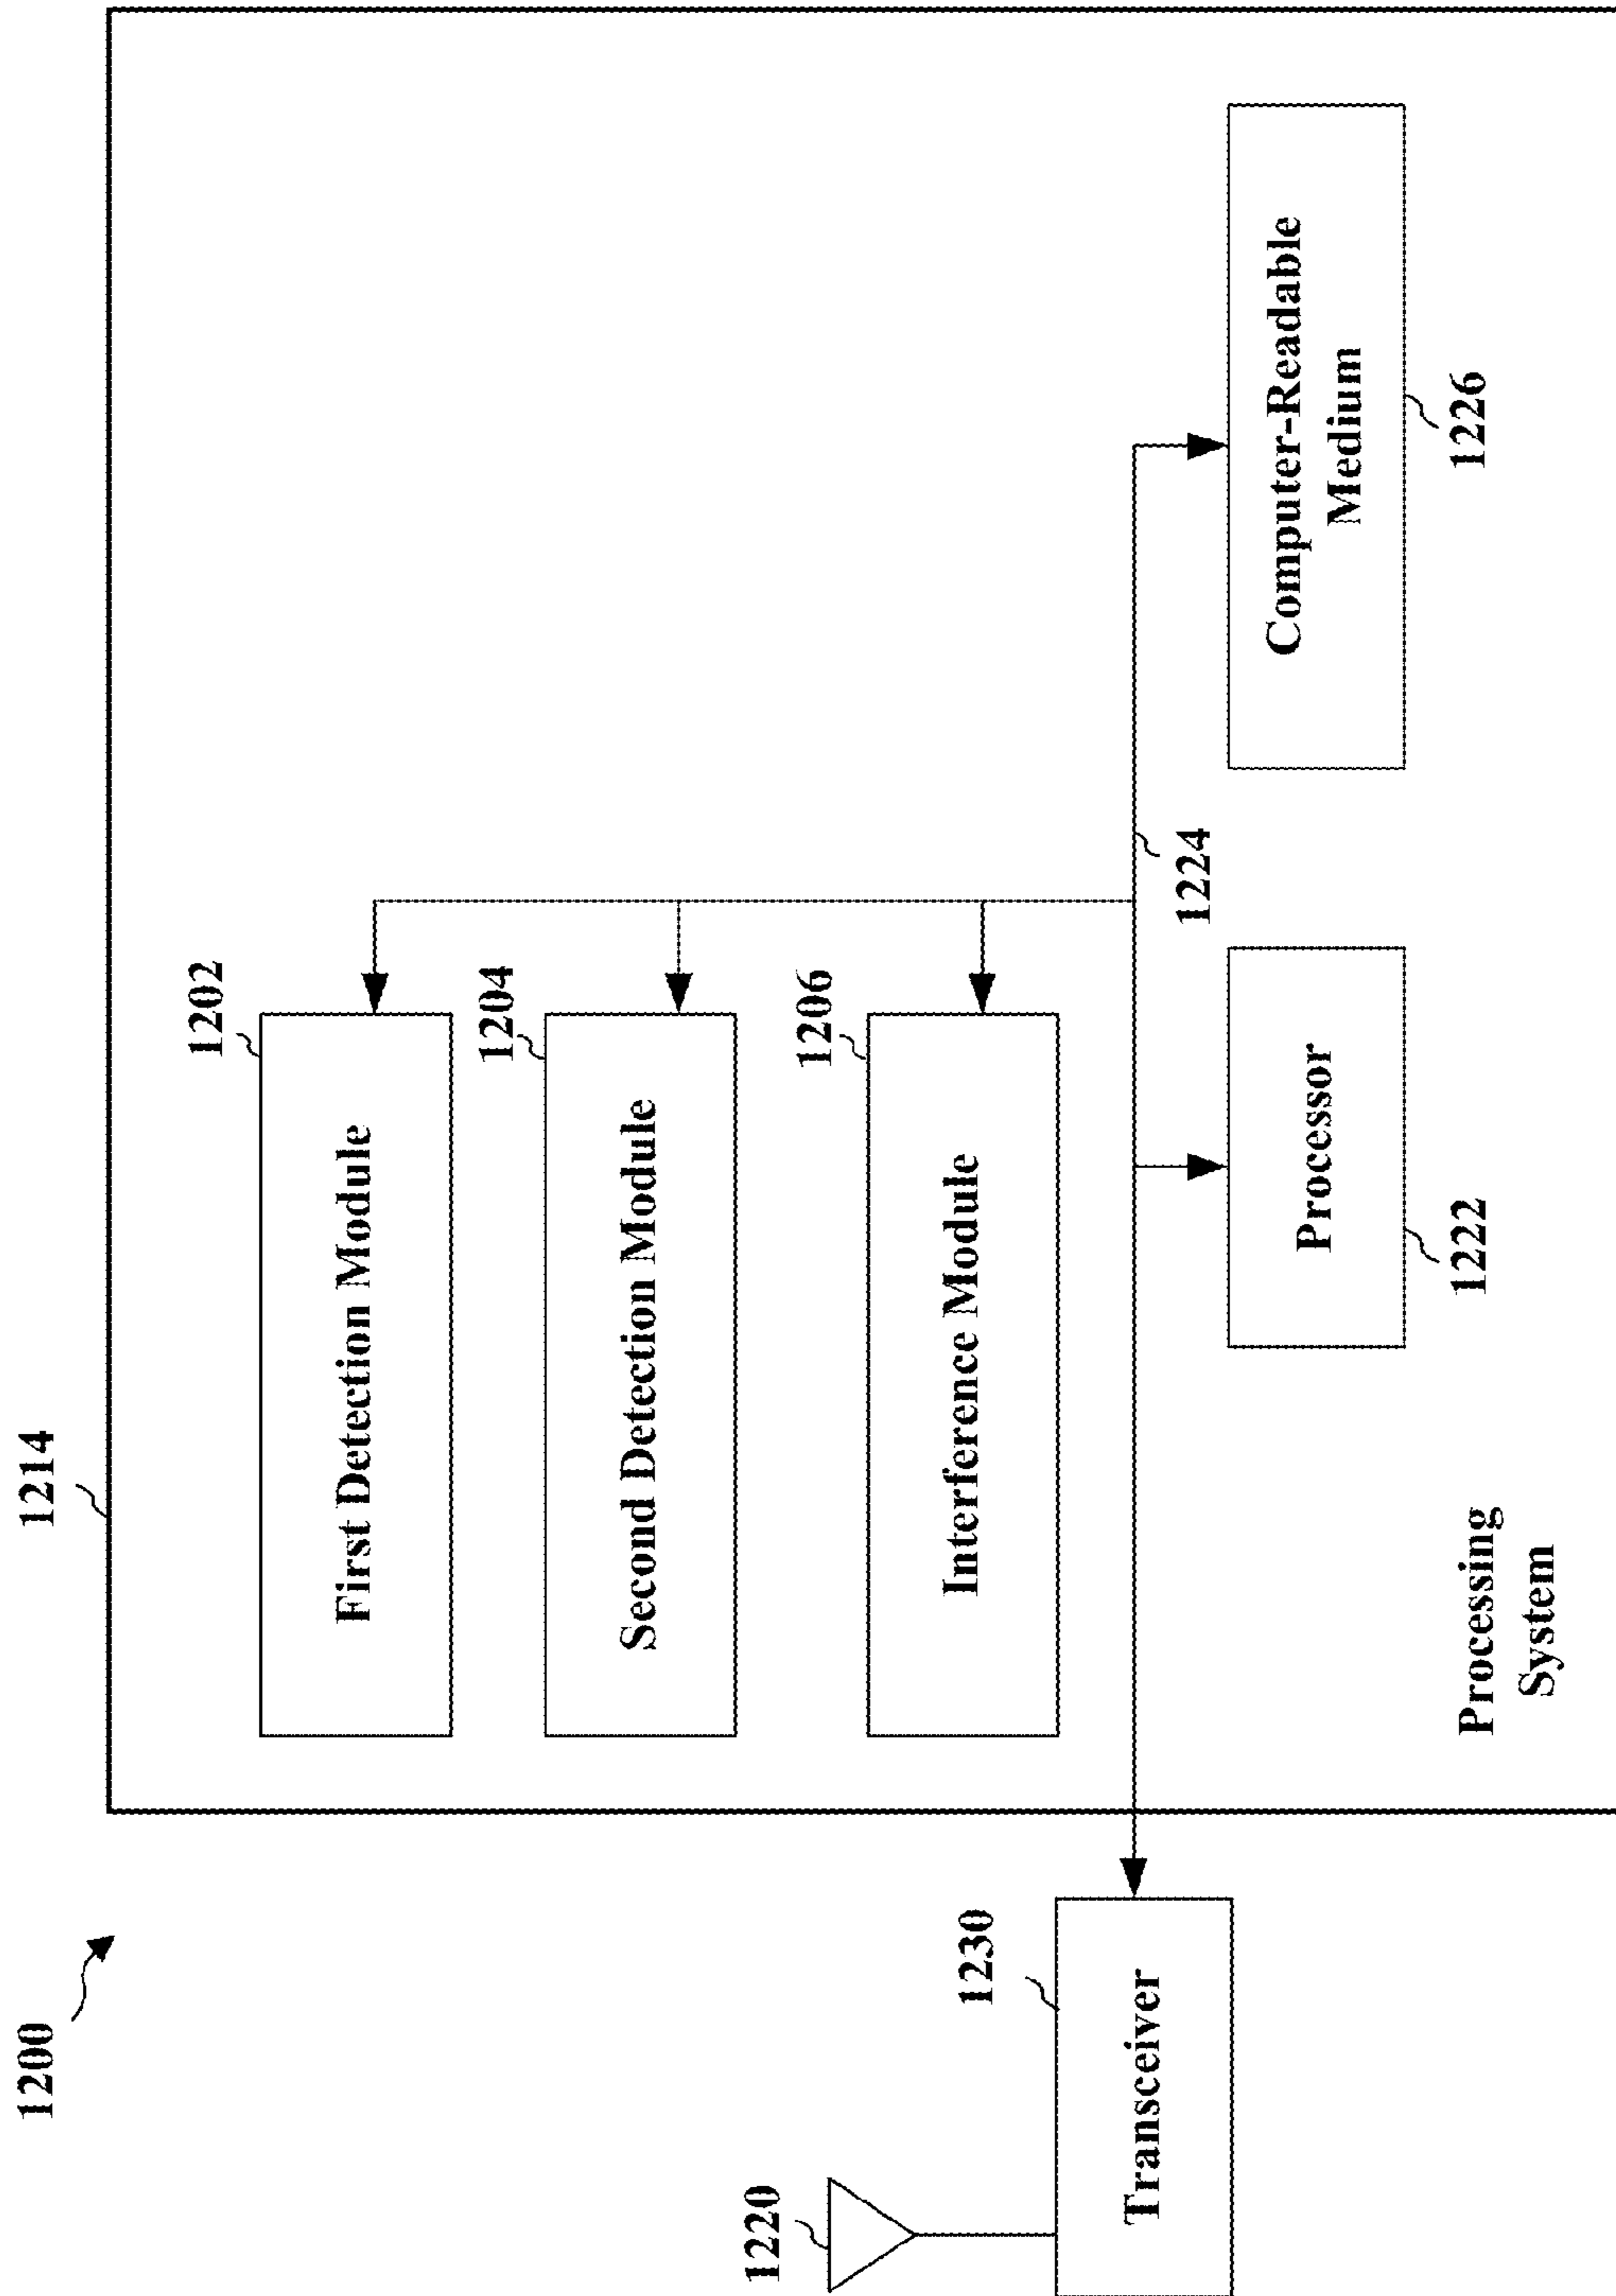 1200
1214
1202
First Detection Module
1204
Second Detection Module
1206
Interference Module
1220
1230
Transceiver
1224
Processor
1222
Computer-Readable
Medium
1226
Processing
System